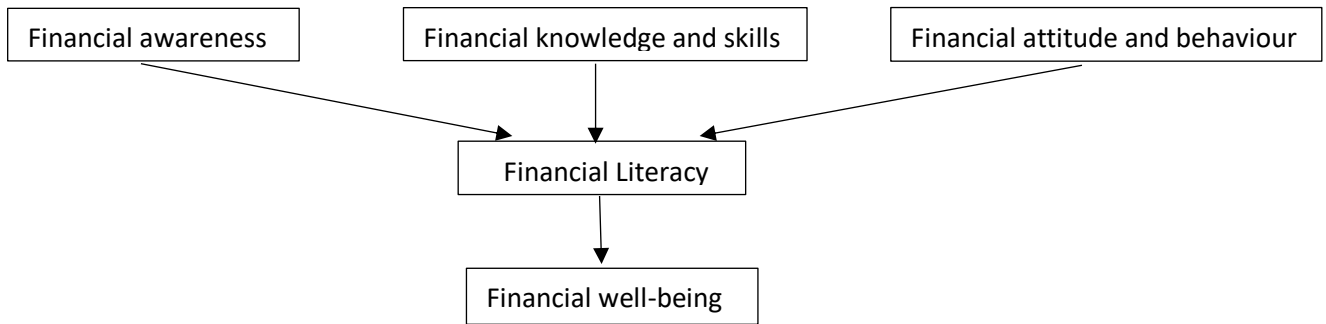 Financial awareness
Financial knowledge and skills
Financial attitude and behaviour
Financial Literacy
Financial well-being